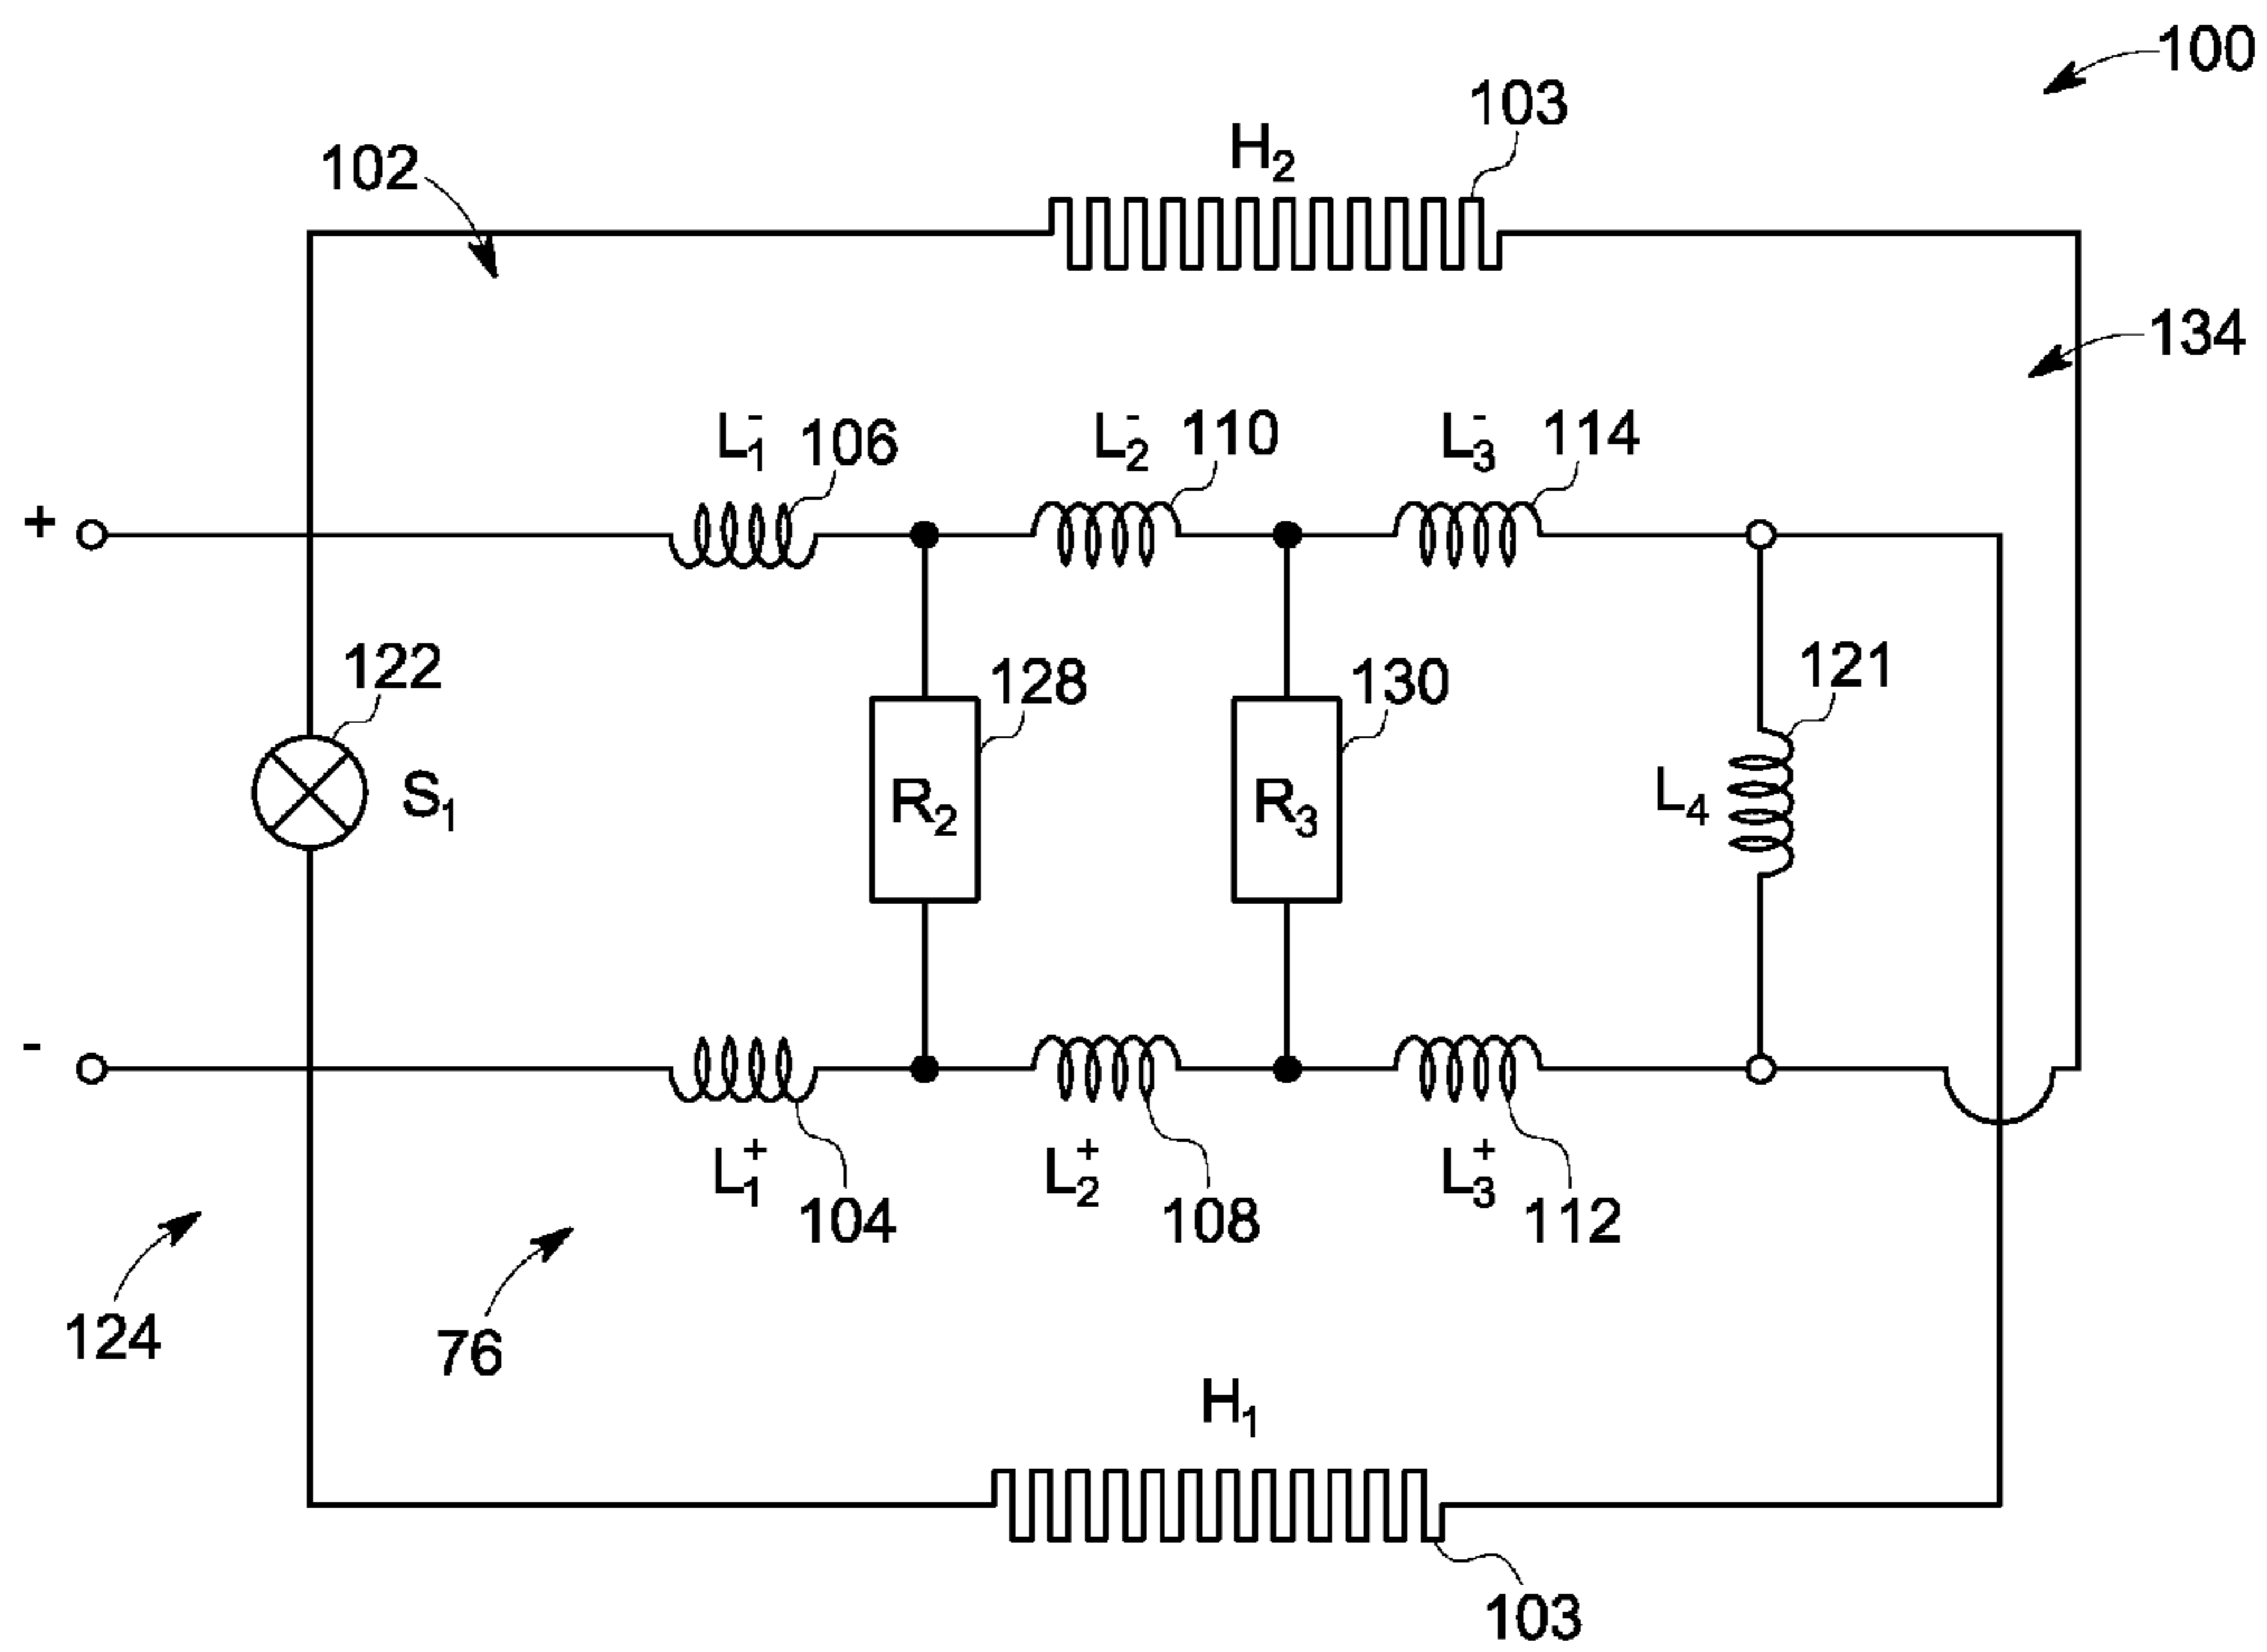 100
103
H₂
102
134
L₁⁻ 106
L₂⁻ 110
L₃⁻ 114
+
122
128
130
121
S₁
R₂
R₃
L₄
-
L₁⁺
104
L₂⁺
108
L₃⁺
112
124
76
H₁
103